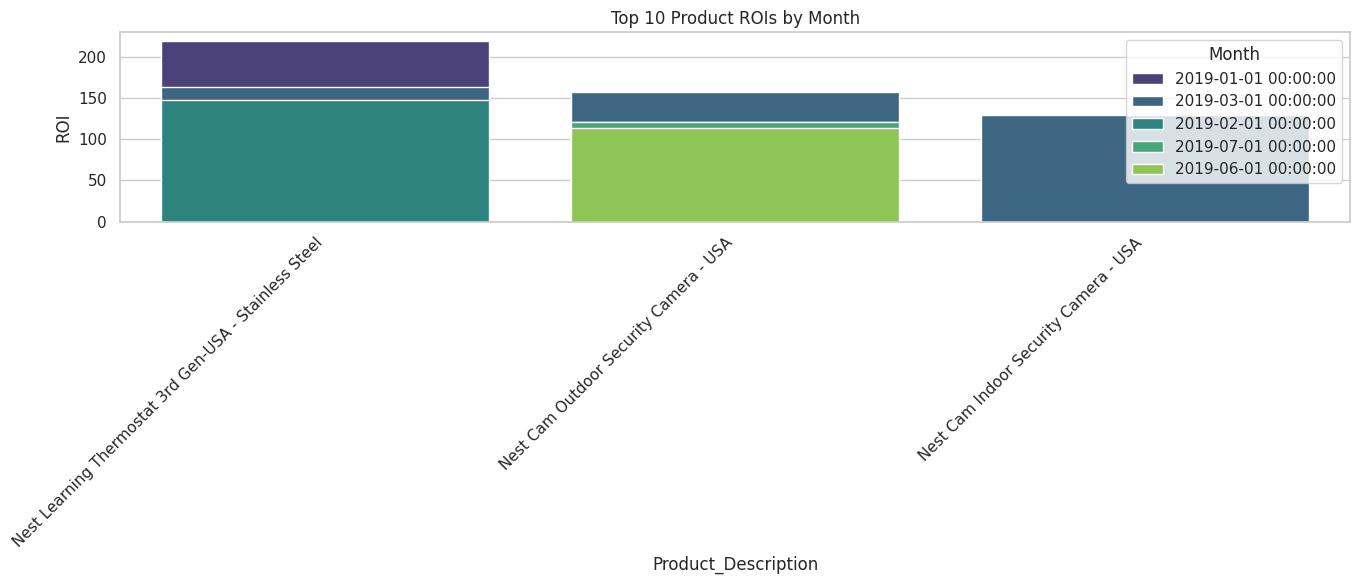 Top 10 Product ROIs by Month
ROI
200
150
100
50
0
Month
2019-01-01 00:00:00
2019-03-01 00:00:00
2019-02-01 00:00:00
2019-07-01 00:00:00
2019-06-01 00:00:00
Nest Learning Thermostat 3rd Gen-USA - Stainless Steel
Nest Cam Outdoor Security Camera - USA
Nest Cam Indoor Security Camera - USA
Product_Description